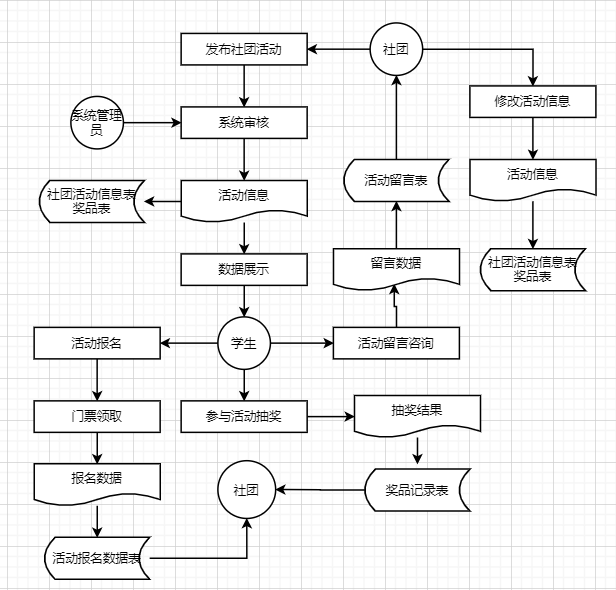 发布社团活动
社团
修改活动信息
系统管理
员
系统审核
活动信息
活动留言表
活动信息
社团活动信息表
奖品表
数据展示
留言数据
社团活动信息表
奖品表
活动报名
学生
活动留言咨询
门票领取
参与活动抽奖
抽奖结果
报名数据
社团
奖品记录表
活动报名数据表